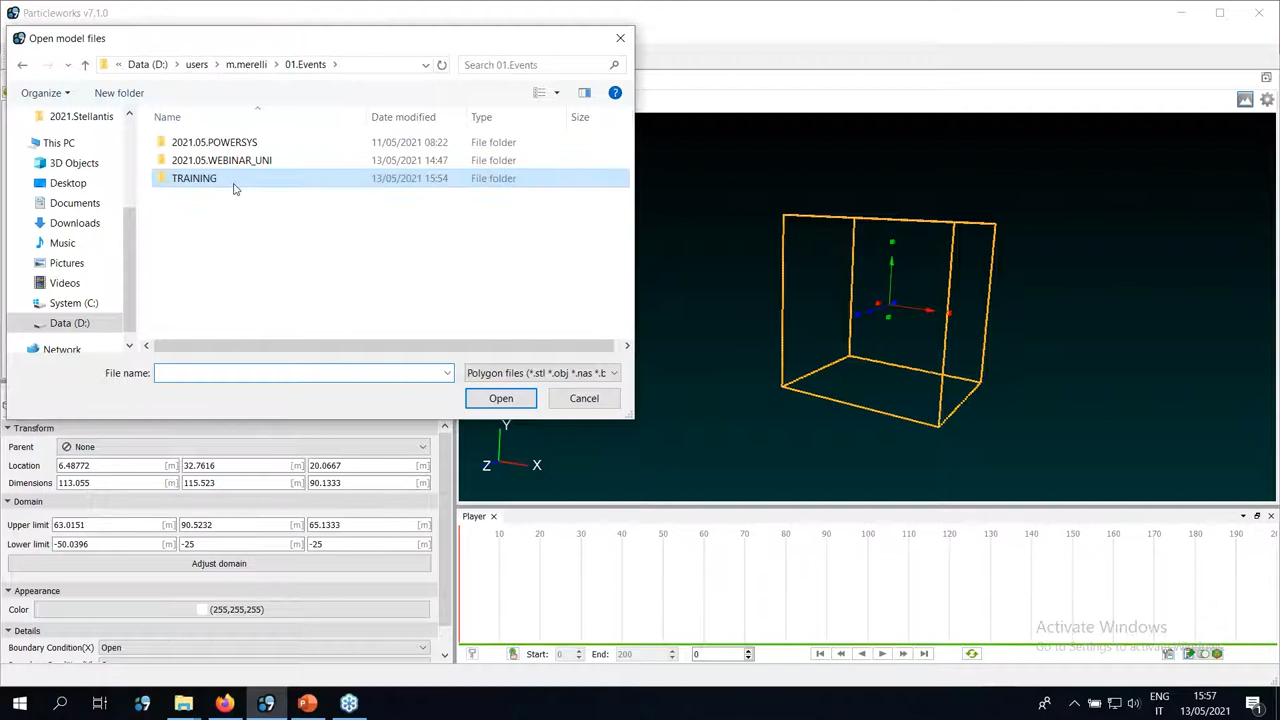 Particleworks v7.1.0
Open model files
« Data (D:) › users › m.merelli › 01.Events ›
Search 01.Events
Organize
New folder
Name
Date modified
Type
Size
2021.Stellantis
This PC
3D Objects
Desktop
Documents
Downloads
Music
Pictures
Videos
System (C:)
Data (D:)
Network
2021.05.POWERSYS 11/05/2021 08:22 File folder
2021.05.WEBINAR_UNI 13/05/2021 14:47 File folder
TRAINING 13/05/2021 15:54 File folder
File name:
Polygon files (*.stl *.obj *.nas *.b
Open
Cancel
Transform
Parent None
Location 6.48772 [m] 32.7616 [m] 20.0667 [m]
Dimensions 113.055 [m] 115.523 [m] 90.1333 [m]
Domain
Upper limit 63.0151 [m] 90.5232 [m] 65.1333 [m]
Lower limit -50.0396 [m] -25 [m] -25 [m]
Adjust domain
Appearance
Color (255,255,255)
Details
Boundary Condition(X) Open
Y
Z X
Player
10 20 30 40 50 60 70 80 90 100 110 120 130 140 150 160 170 180 190
Activate Windows
Go to Settings to activate Windows.
Start: 0 End: 200 0
ENG
IT
15:57
13/05/2021
1